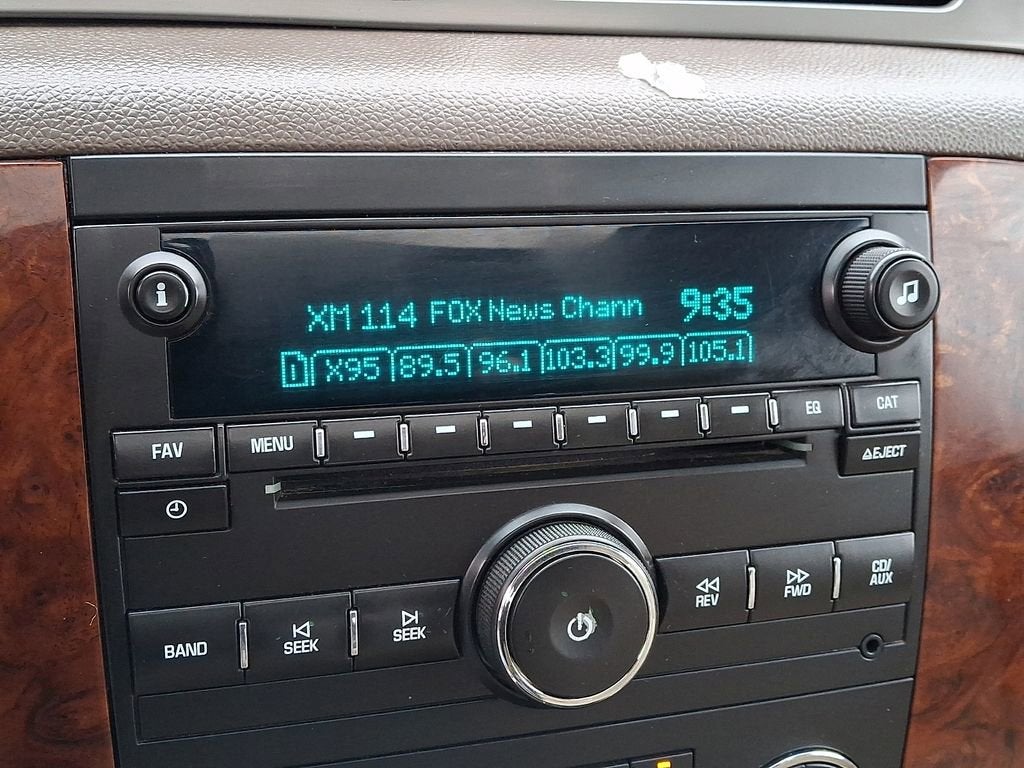 XM 114 FOX News Chann 9:35
D X95 89.5 96.1 103.3 99.9 105.1
FAV MENU EQ CAT
EJECT
BAND SEEK SEEK REV FWD CD/
AUX